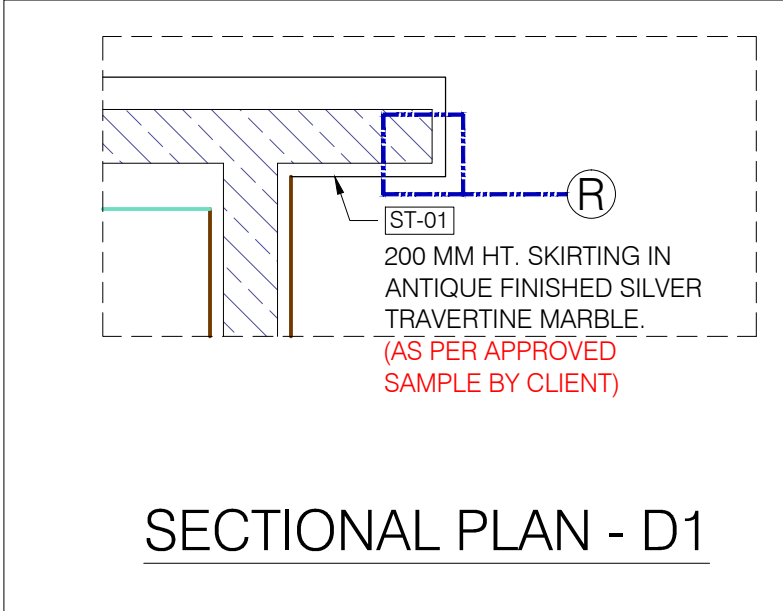 R
ST-01
200 MM HT. SKIRTING IN
ANTIQUE FINISHED SILVER
TRAVERTINE MARBLE.
(AS PER APPROVED
SAMPLE BY CLIENT)
SECTIONAL PLAN - D1